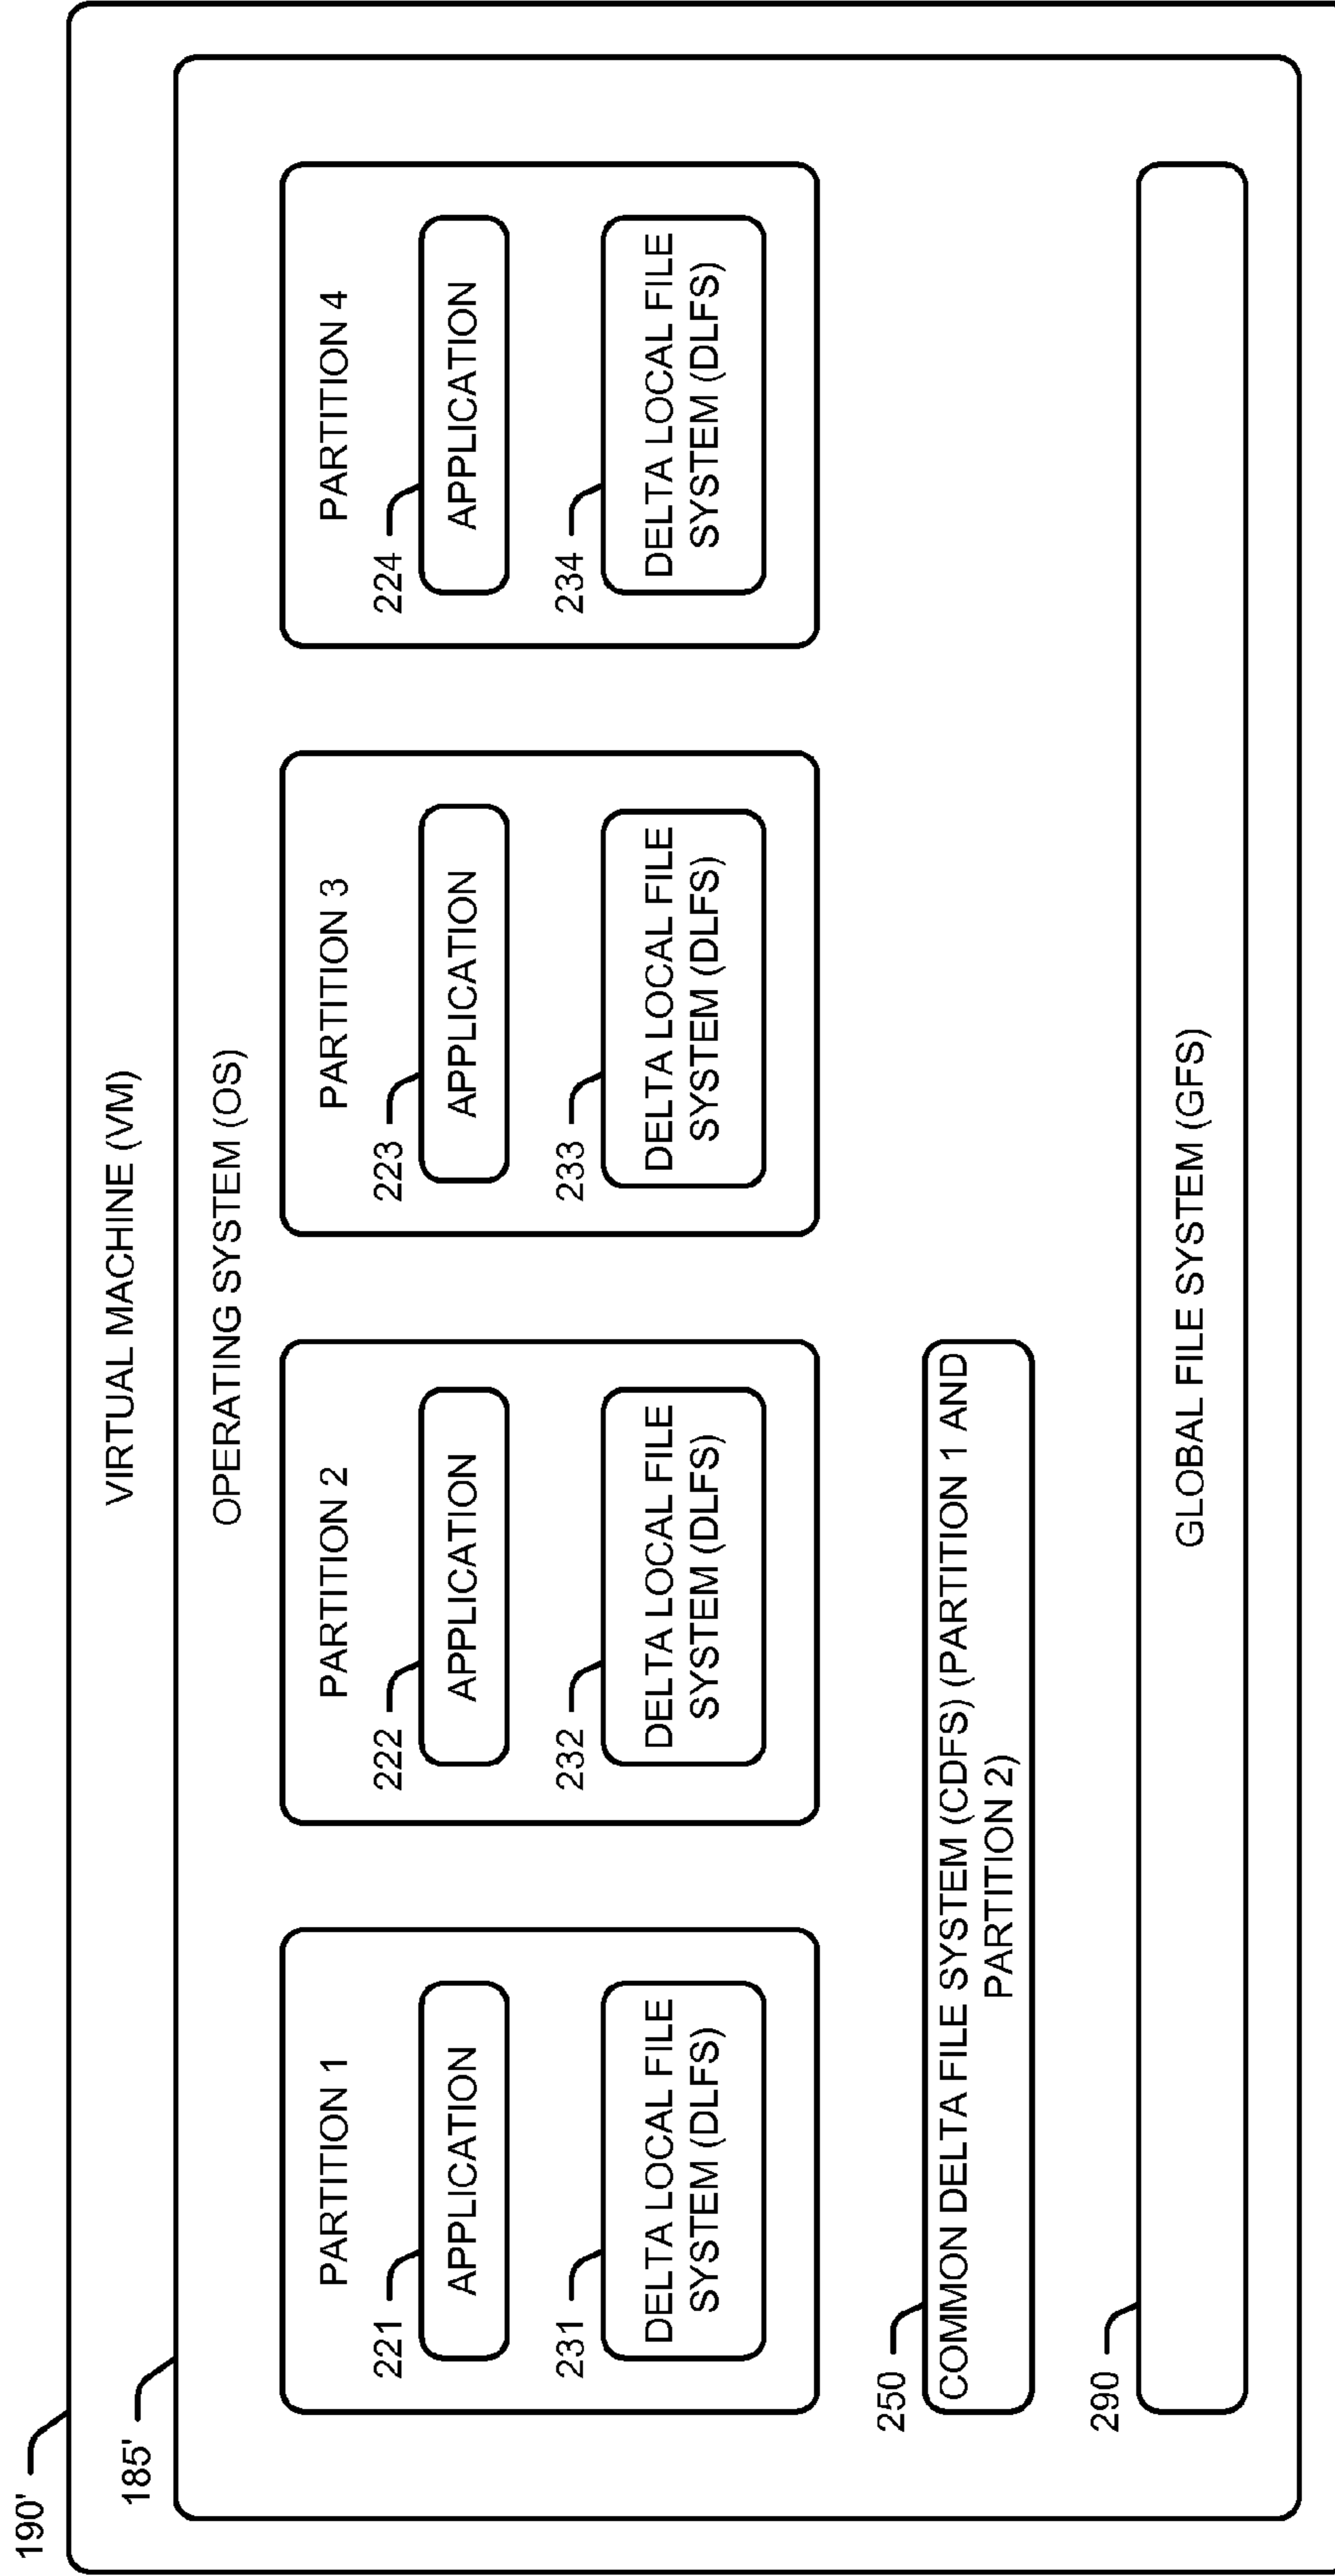 190'
VIRTUAL MACHINE (VM)
185'
OPERATING SYSTEM (OS)
PARTITION 1
221
APPLICATION
231
DELTA LOCAL FILE
SYSTEM (DLFS)
PARTITION 2
222
APPLICATION
232
DELTA LOCAL FILE
SYSTEM (DLFS)
PARTITION 3
223
APPLICATION
233
DELTA LOCAL FILE
SYSTEM (DLFS)
PARTITION 4
224
APPLICATION
234
DELTA LOCAL FILE
SYSTEM (DLFS)
250
COMMON DELTA FILE SYSTEM (CDFS) (PARTITION 1 AND
PARTITION 2)
290
GLOBAL FILE SYSTEM (GFS)